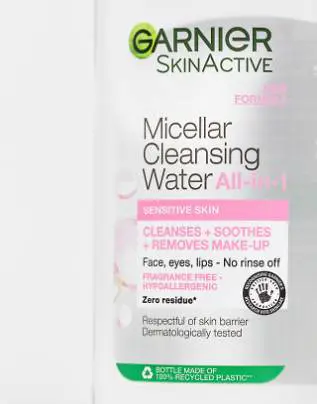 GARNIER
SKINACTIVE
NEW
FORMULA
Micellar
Cleansing
Water All-in-1
SENSITIVE SKIN
CLEANSES + SOOTHES
+ REMOVES MAKE-UP
Face, eyes, lips - No rinse off
FRAGRANCE FREE -
HYPOALLERGENIC
Zero residue*
Respectful of skin barrier
Dermatologically tested
BOTTLE MADE OF
100% RECYCLED PLASTIC**